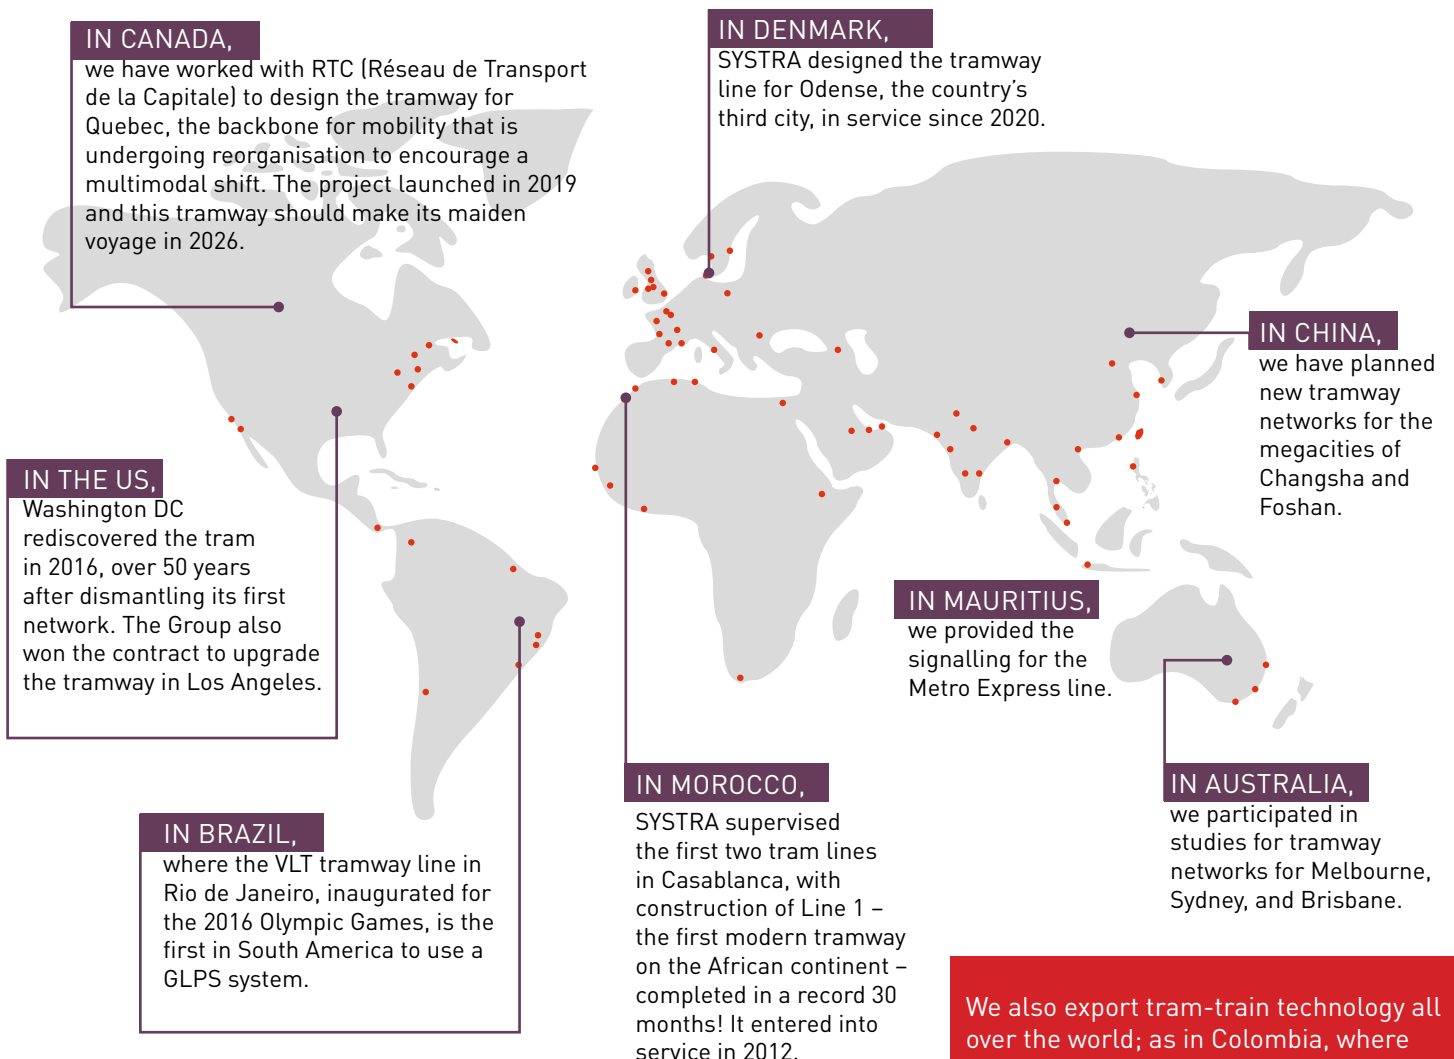 IN CANADA,
we have worked with RTC (Réseau de Transport
de la Capitale) to design the tramway for
Quebec, the backbone for mobility that is
undergoing reorganisation to encourage a
multimodal shift. The project launched in 2019
and this tramway should make its maiden
voyage in 2026.
IN DENMARK,
SYSTRA designed the tramway
line for Odense, the country’s
third city, in service since 2020.
IN CHINA,
we have planned
new tramway
networks for the
megacities of
Changsha and
Foshan.
IN THE US,
Washington DC
rediscovered the tram
in 2016, over 50 years
after dismantling its first
network. The Group also
won the contract to upgrade
the tramway in Los Angeles.
IN MAURITIUS,
we provided the
signalling for the
Metro Express line.
IN BRAZIL,
where the VLT tramway line in
Rio de Janeiro, inaugurated for
the 2016 Olympic Games, is the
first in South America to use a
GLPS system.
IN MOROCCO,
SYSTRA supervised
the first two tram lines
in Casablanca, with
construction of Line 1 –
the first modern tramway
on the African continent –
completed in a record 30
months! It entered into
service in 2012.
IN AUSTRALIA,
we participated in
studies for tramway
networks for Melbourne,
Sydney, and Brisbane.
We also export tram-train technology all
over the world; as in Colombia, where